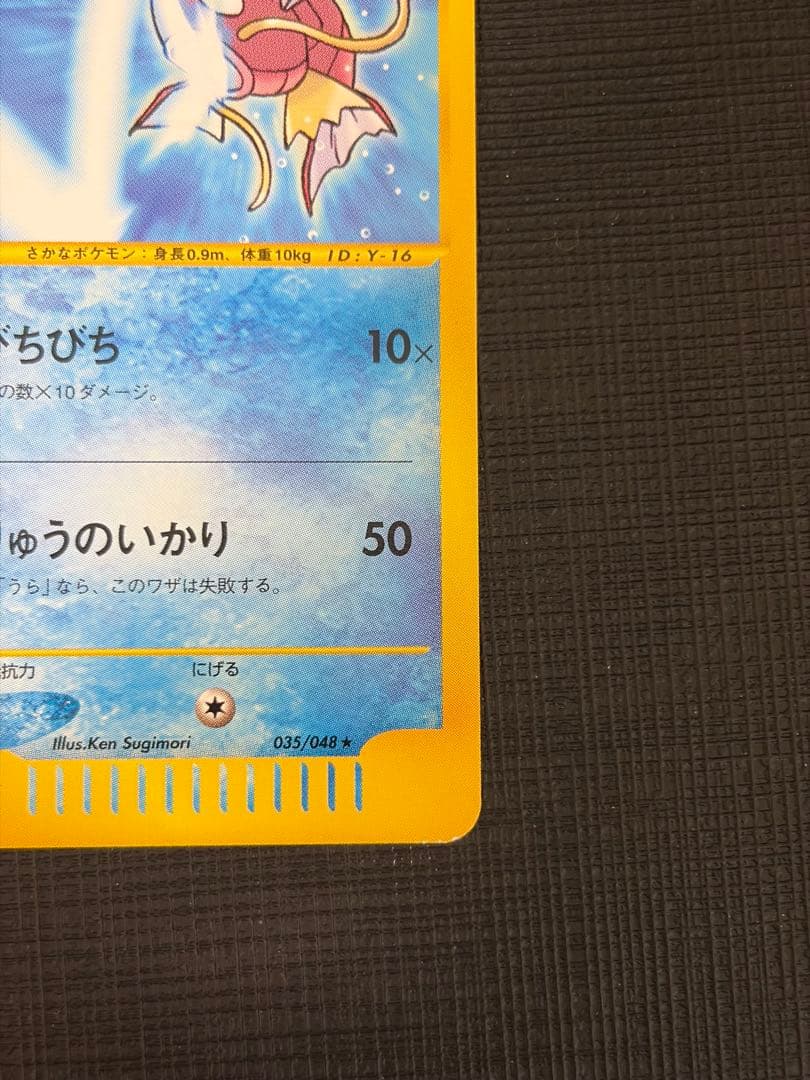 さかなポケモン：身長0.9m、体重10kg ID:Y-16
ちびち 10×
の数×10ダメージ。
ゅうのいかり 50
「うら」なら、このワザは失敗する。
抗力 にげる
Illus.Ken Sugimori 035/048★